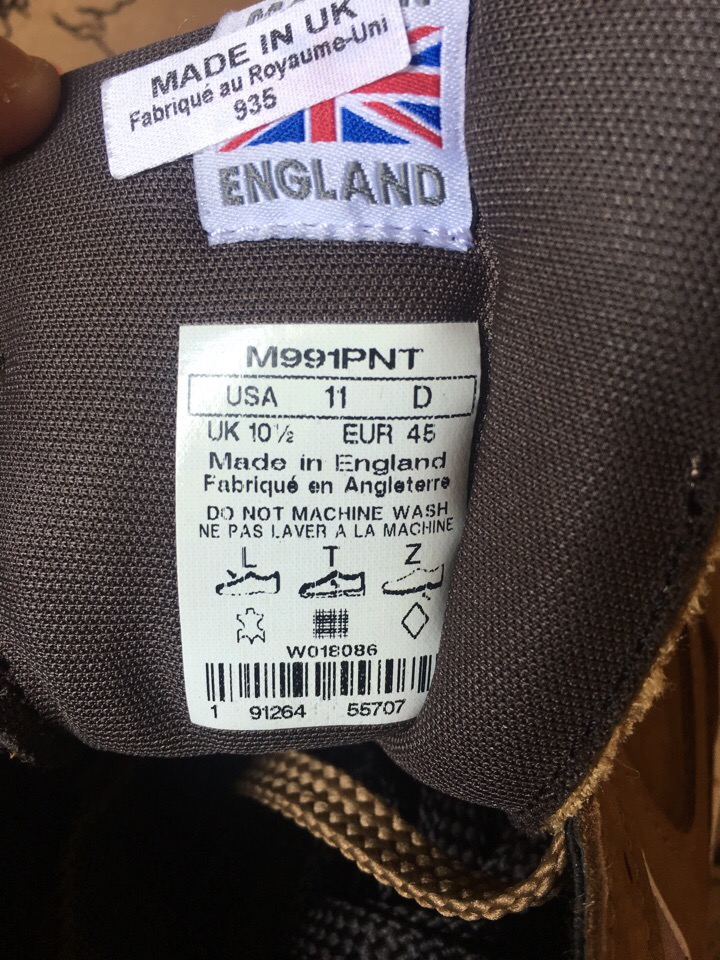 MADE IN UK
Fabriqué au Royaume-Uni
935
ENGLAND
M991PNT
USA 11 D
UK 10½ EUR 45
Made in England
Fabriqué en Angleterre
DO NOT MACHINE WASH
NE PAS LAVER A LA MACHINE
L T Z
W018086
1 91264 55707